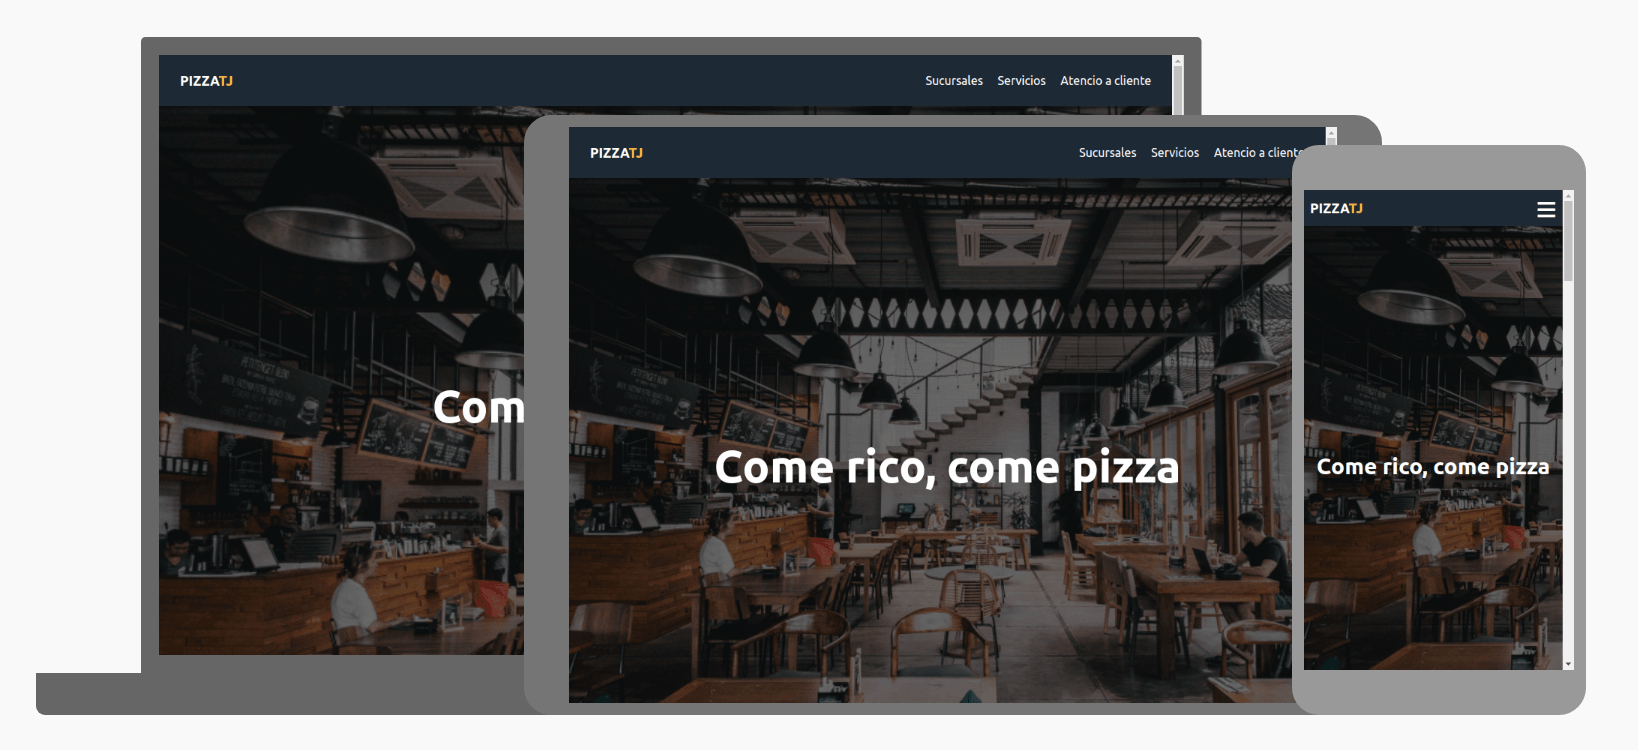 PIZZATJ
Sucursales Servicios Atencio a cliente
Com
PIZZATJ
Sucursales Servicios Atencio a cliente
Come rico, come pizza
PIZZATJ
Come rico, come pizza